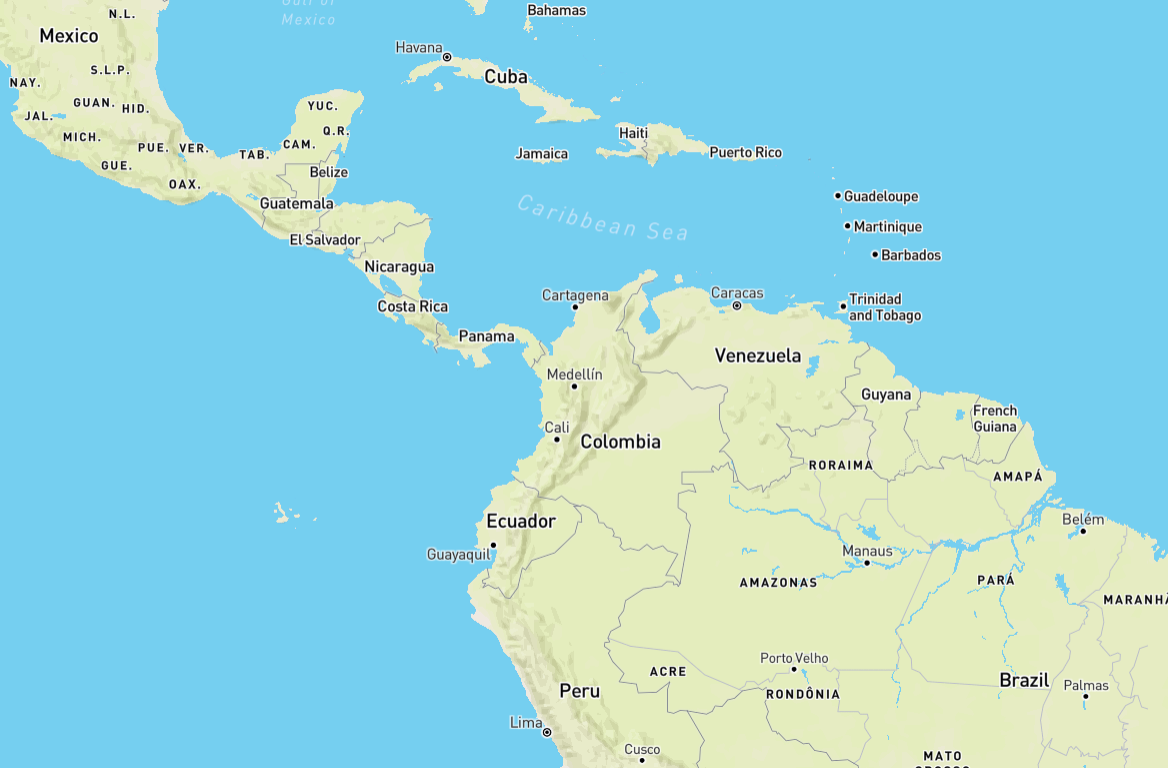 N.L.
Gulf of
Mexico
Bahamas
Mexico
Havana
S.L.P.
Cuba
NAY.
GUAN.
HID.
YUC.
JAL.
Q.R.
Haiti
MICH.
PUE.
VER.
CAM.
TAB.
Jamaica
Puerto Rico
GUE.
Belize
OAX.
Guadeloupe
Guatemala
Caribbean Sea
Martinique
El Salvador
Barbados
Nicaragua
Cartagena
Caracas
Trinidad
and Tobago
Costa Rica
Panama
Venezuela
Medellín
Guyana
French
Guiana
Cali
Colombia
RORAIMA
AMAPÁ
Ecuador
Belém
Guayaquil
Manaus
AMAZONAS
PARÁ
MARANHÃ
Porto Velho
ACRE
Brazil
Palmas
Peru
RONDÔNIA
Lima
Cusco
MATO
GROSSO